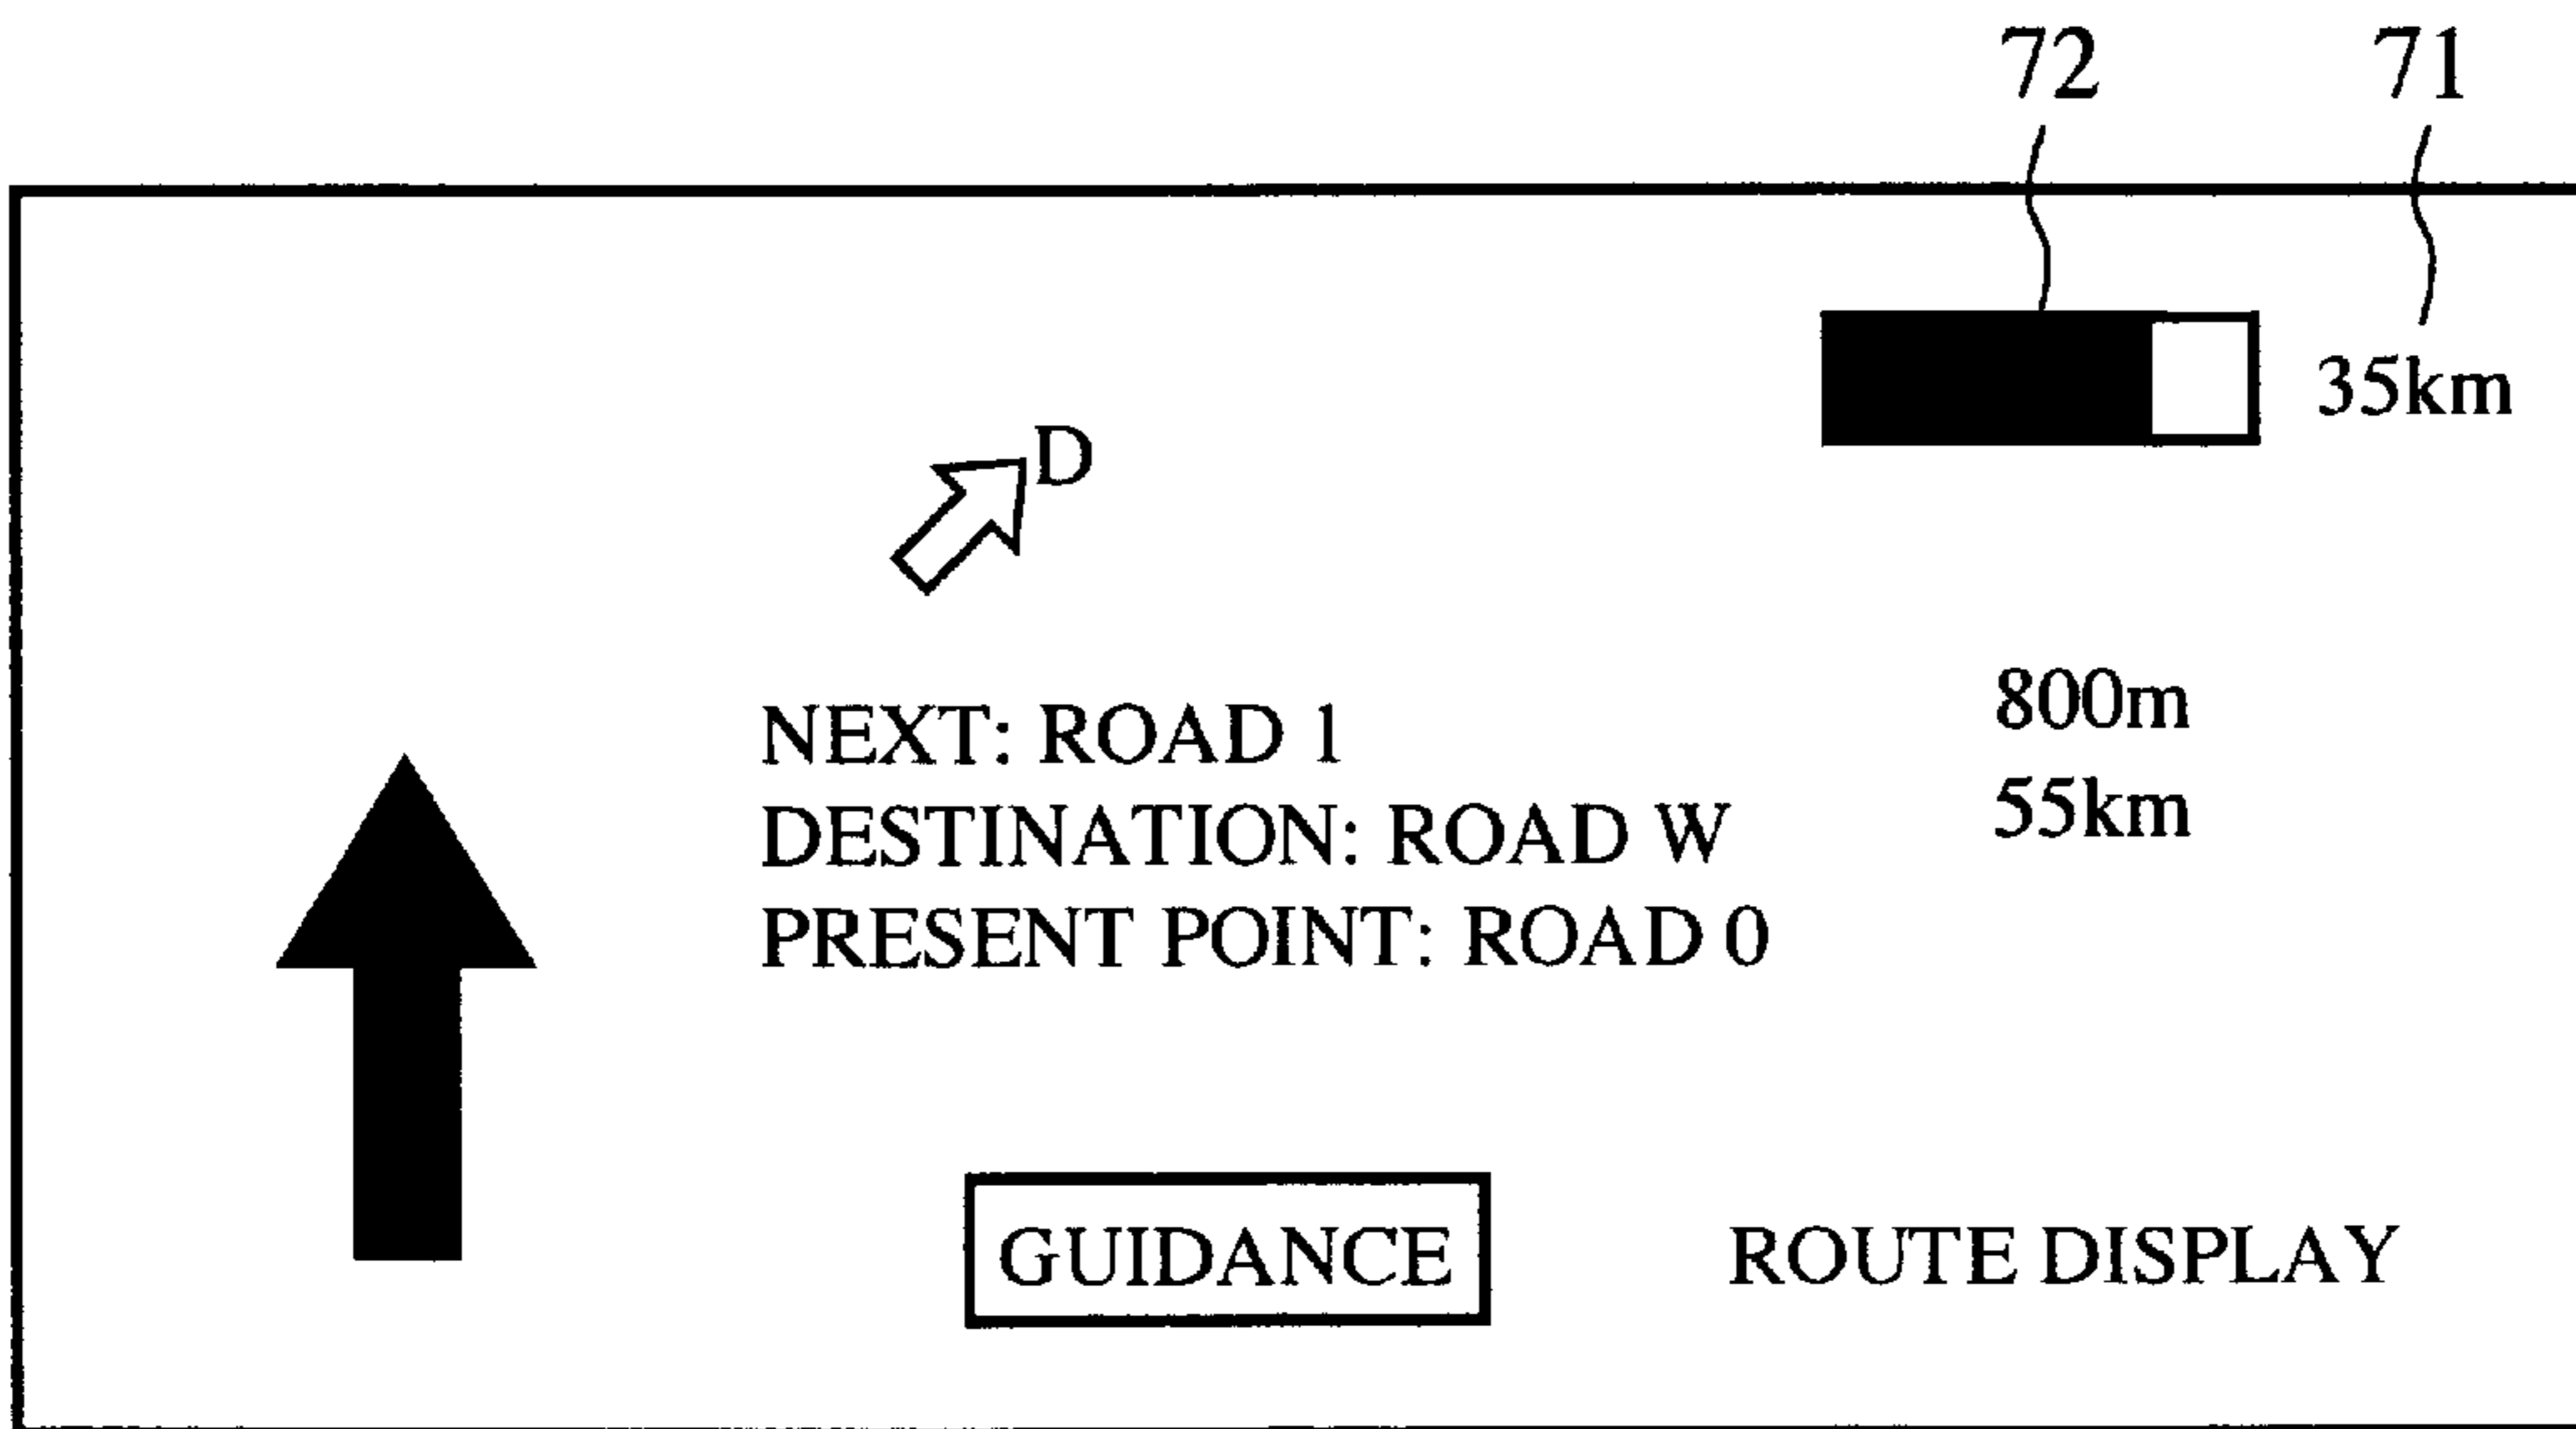 72 71
35km
D
NEXT: ROAD 1 800m
DESTINATION: ROAD W 55km
PRESENT POINT: ROAD 0
GUIDANCE ROUTE DISPLAY